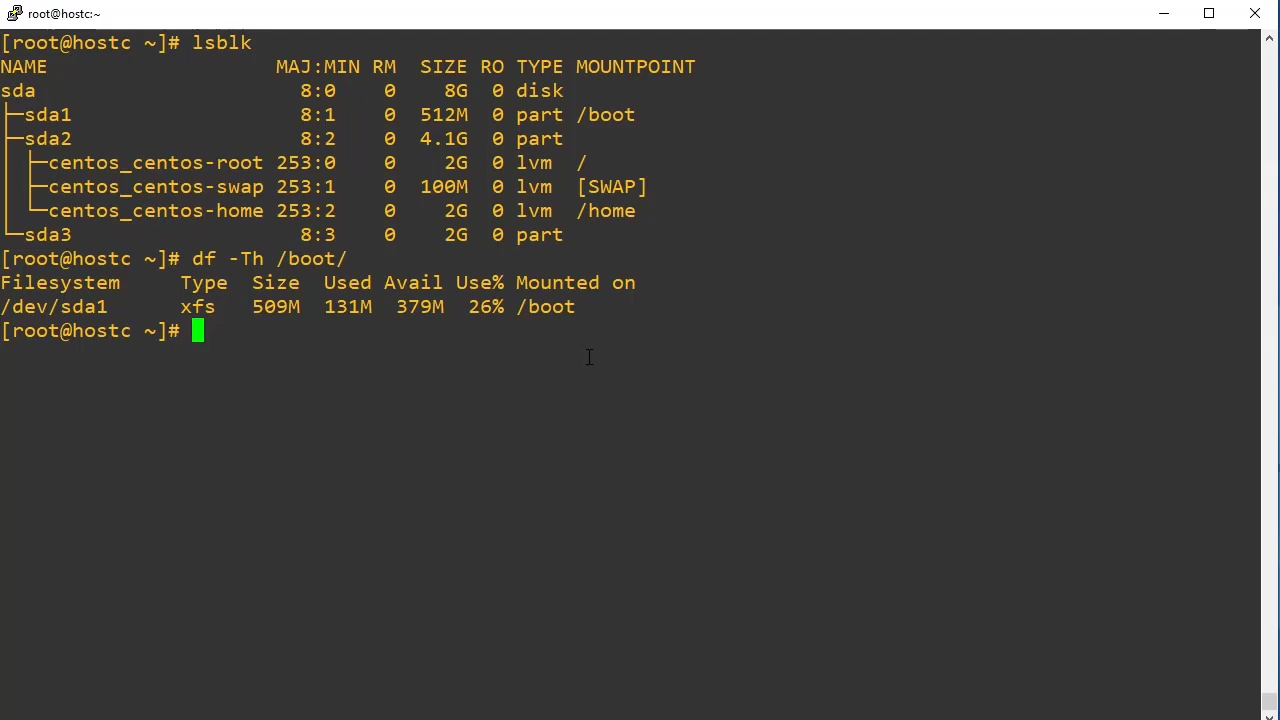 root@hostc:~
[root@hostc ~]# lsblk
NAME                   MAJ:MIN RM  SIZE RO TYPE MOUNTPOINT
sda                      8:0    0    8G  0 disk
├─sda1                   8:1    0  512M  0 part /boot
├─sda2                   8:2    0  4.1G  0 part
│ ├─centos_centos-root 253:0    0    2G  0 lvm  /
│ ├─centos_centos-swap 253:1    0  100M  0 lvm  [SWAP]
│ └─centos_centos-home 253:2    0    2G  0 lvm  /home
└─sda3                   8:3    0    2G  0 part
[root@hostc ~]# df -Th /boot/
Filesystem     Type  Size  Used Avail Use% Mounted on
/dev/sda1      xfs   509M  131M  379M  26% /boot
[root@hostc ~]#